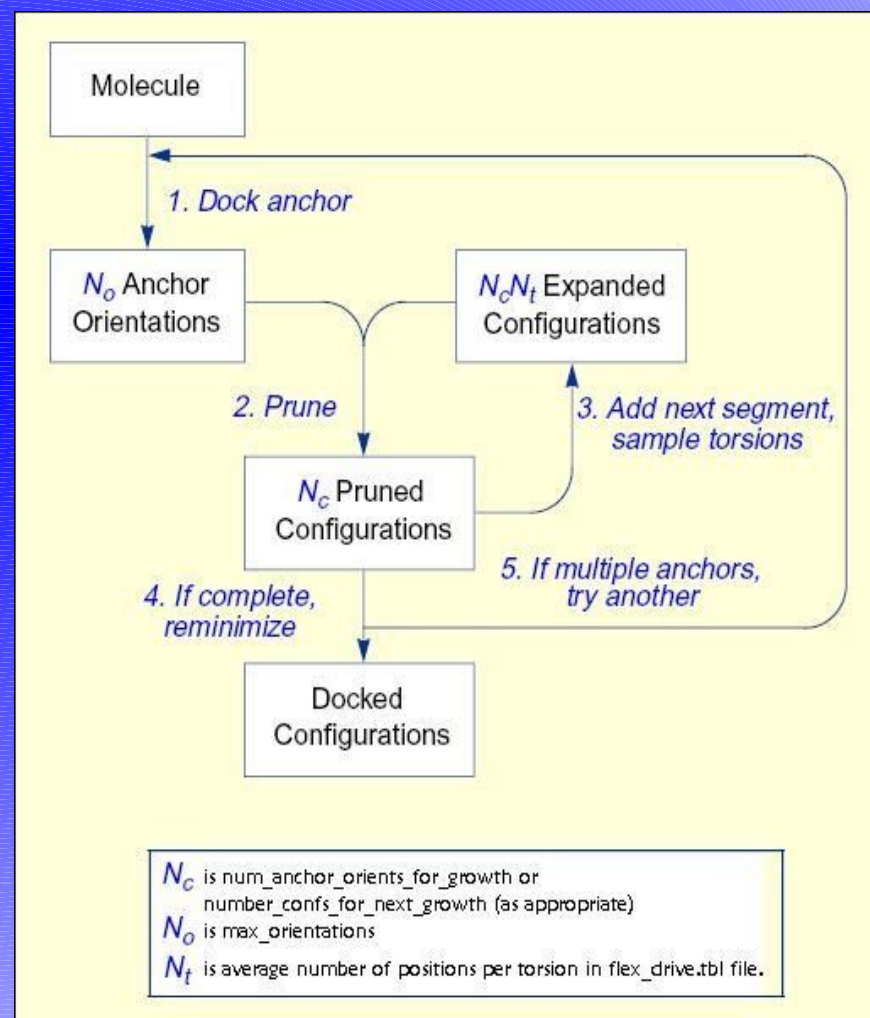 Molecule
1. Dock anchor
N_o Anchor
Orientations
N_cN_t Expanded
Configurations
2. Prune
3. Add next segment,
sample torsions
N_c Pruned
Configurations
4. If complete,
reminimize
5. If multiple anchors,
try another
Docked
Configurations
N_c is num_anchor_orients_for_growth or
number_confs_for_next_growth (as appropriate)
N_o is max_orientations
N_t is average number of positions per torsion in flex_drive.tbl file.